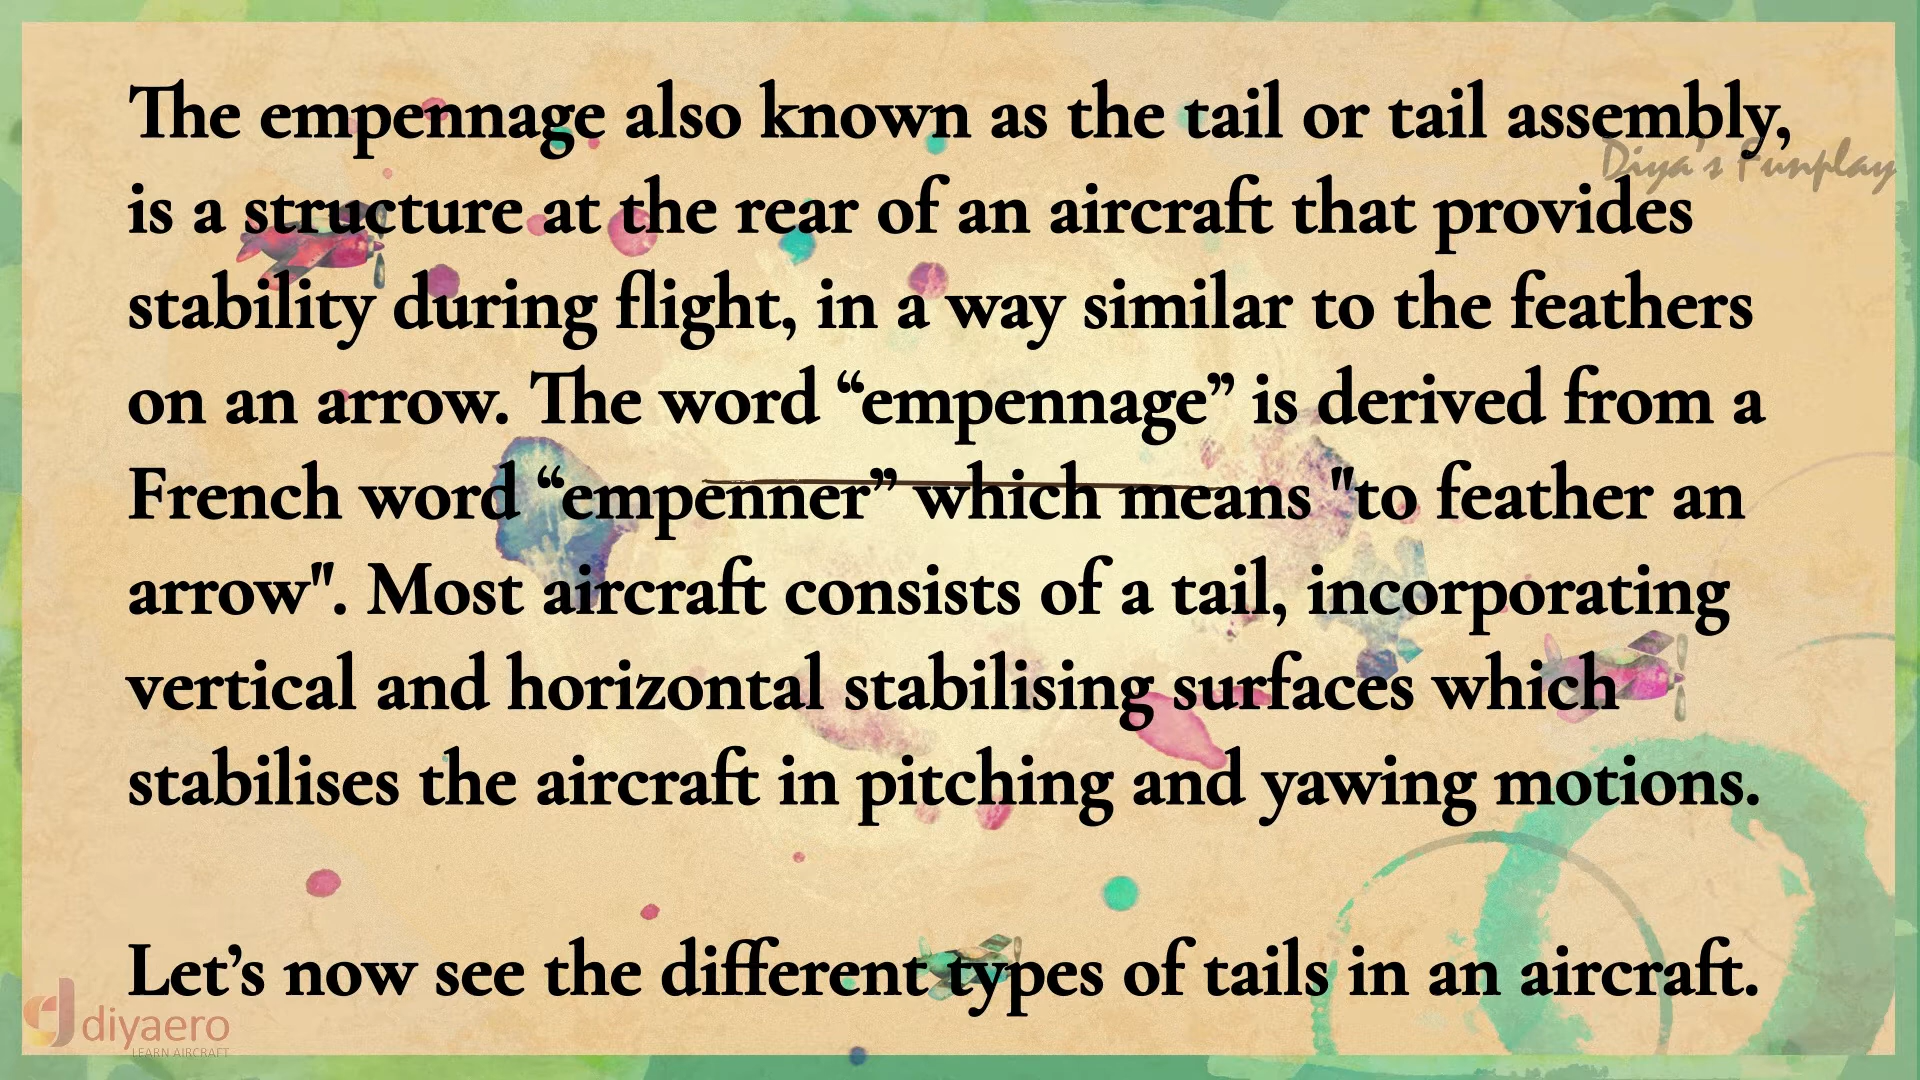 The empennage also known as the tail or tail assembly,
Diya's Funplay
is a structure at the rear of an aircraft that provides
stability during flight, in a way similar to the feathers
on an arrow. The word “empennage” is derived from a
French word “empenner” which means "to feather an
arrow". Most aircraft consists of a tail, incorporating
vertical and horizontal stabilising surfaces which
stabilises the aircraft in pitching and yawing motions.
Let’s now see the different types of tails in an aircraft.
diyaero
LEARN AIRCRAFT